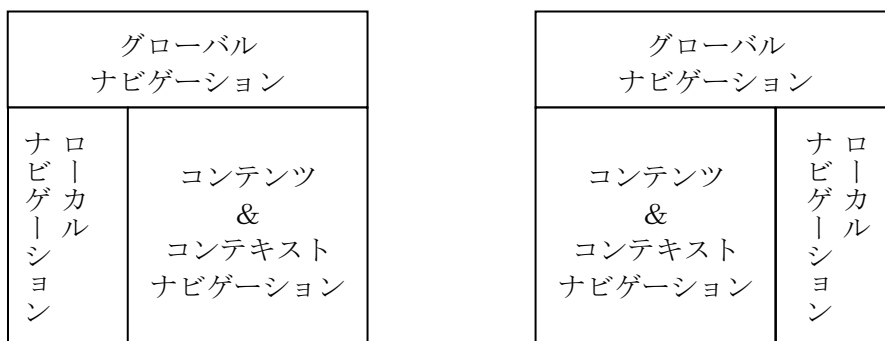 グローバル
ナビゲーション
ローカル
ナビゲーション
コンテンツ
&
コンテキスト
ナビゲーション
グローバル
ナビゲーション
コンテンツ
&
コンテキスト
ナビゲーション
ローカル
ナビゲーション